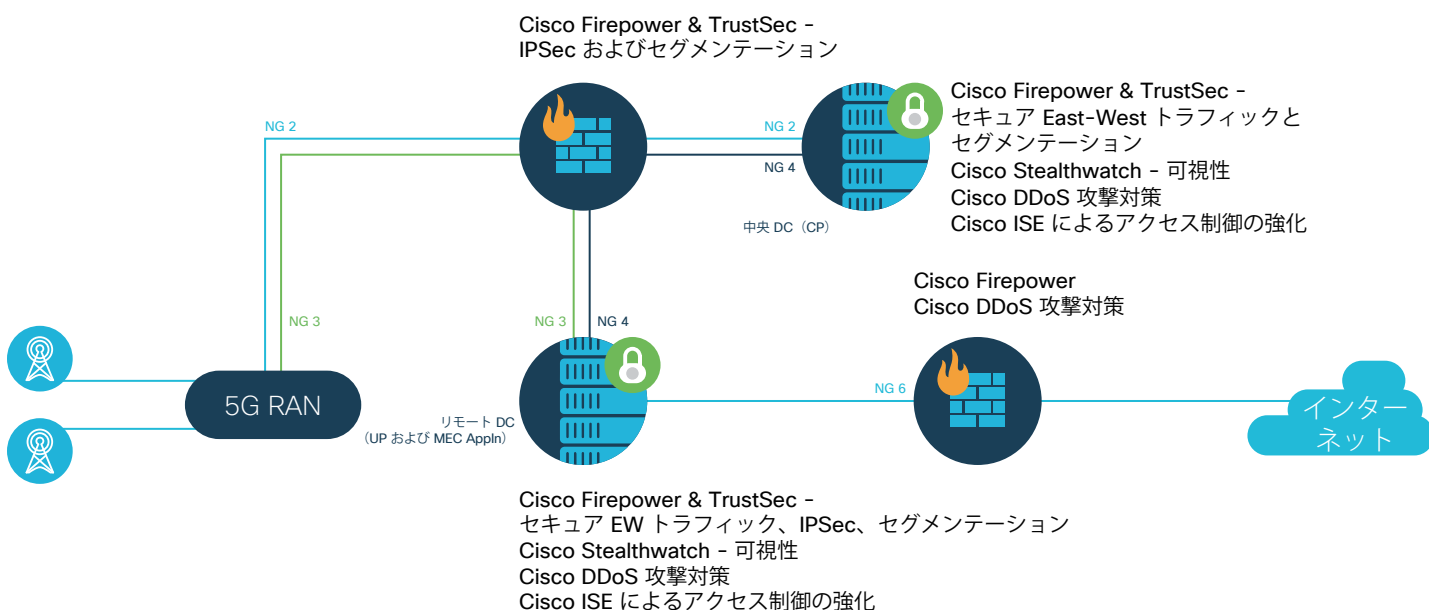 Cisco Firepower & TrustSec -
IPSec およびセグメンテーション
Cisco Firepower & TrustSec -
セキュア East-West トラフィックと
セグメンテーション
Cisco Stealthwatch - 可視性
Cisco DDoS 攻撃対策
Cisco ISE によるアクセス制御の強化
NG 2
NG 2
NG 4
中央 DC（CP）
Cisco Firepower
Cisco DDoS 攻撃対策
NG 3
NG 3
NG 4
5G RAN
リモート DC
（UP および MEC AppIn）
NG 6
インター
ネット
Cisco Firepower & TrustSec -
セキュア EW トラフィック、IPSec、セグメンテーション
Cisco Stealthwatch - 可視性
Cisco DDoS 攻撃対策
Cisco ISE によるアクセス制御の強化